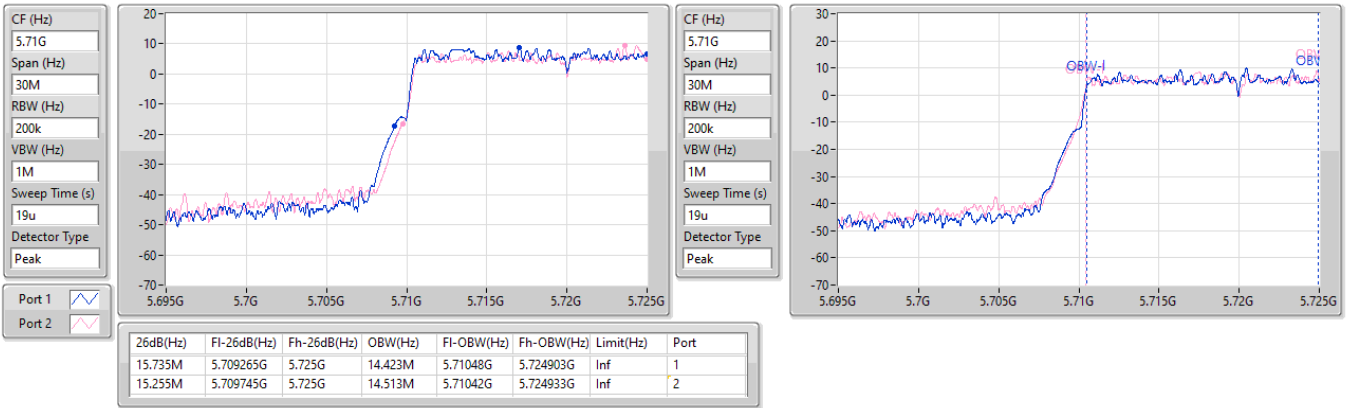 CF (Hz)
5.71G
Span (Hz)
30M
RBW (Hz)
200k
VBW (Hz)
1M
Sweep Time (s)
19u
Detector Type
Peak
Port 1
Port 2
20
10
0
-10
-20
-30
-40
-50
-60
-70
5.695G 5.7G 5.705G 5.71G 5.715G 5.72G 5.725G
CF (Hz)
5.71G
Span (Hz)
30M
RBW (Hz)
200k
VBW (Hz)
1M
Sweep Time (s)
19u
Detector Type
Peak
30
20
10
0
-10
-20
-30
-40
-50
-60
-70
OBW-l
OBW
OBW
5.695G 5.7G 5.705G 5.71G 5.715G 5.72G 5.725G
26dB(Hz) Fl-26dB(Hz) Fh-26dB(Hz) OBW(Hz) Fl-OBW(Hz) Fh-OBW(Hz) Limit(Hz) Port
15.735M 5.709265G 5.725G 14.423M 5.71048G 5.724903G Inf 1
15.255M 5.709745G 5.725G 14.513M 5.71042G 5.724933G Inf 2